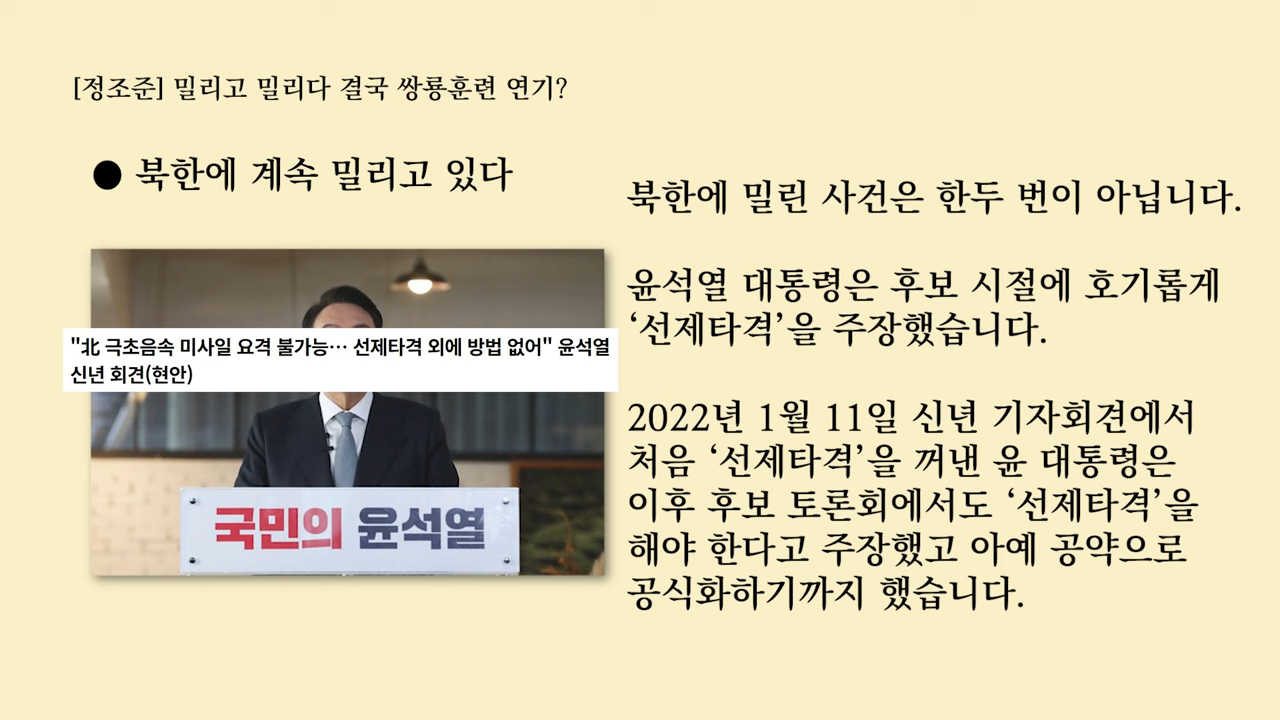 [정조준] 밀리고 밀리다 결국 쌍룡훈련 연기?
● 북한에 계속 밀리고 있다
"北 극초음속 미사일 요격 불가능… 선제타격 외에 방법 없어" 윤석열
신년 회견(현안)
국민의 윤석열
북한에 밀린 사건은 한두 번이 아닙니다.
윤석열 대통령은 후보 시절에 호기롭게
‘선제타격’을 주장했습니다.
2022년 1월 11일 신년 기자회견에서
처음 ‘선제타격’을 꺼낸 윤 대통령은
이후 후보 토론회에서도 ‘선제타격’을
해야 한다고 주장했고 아예 공약으로
공식화하기까지 했습니다.